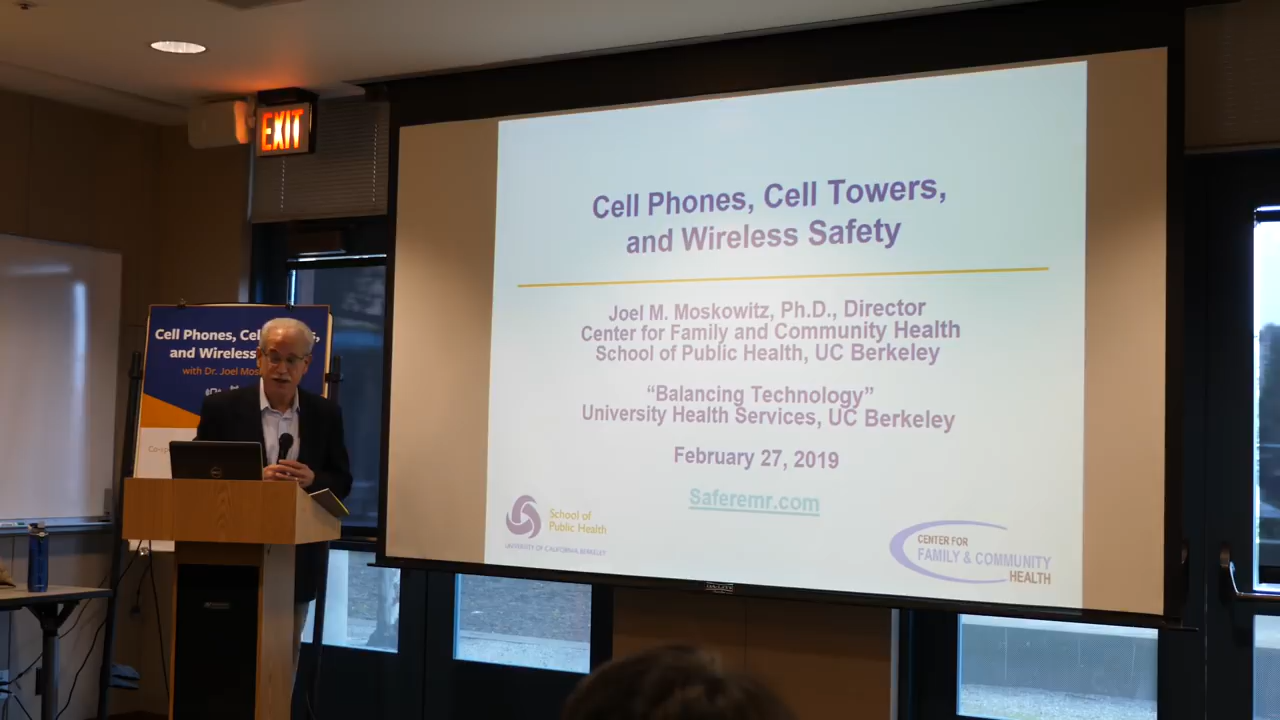 EXIT
Cell Phones, Cell Towers,
and Wireless Safety
Joel M. Moskowitz, Ph.D., Director
Center for Family and Community Health
School of Public Health, UC Berkeley
“Balancing Technology”
University Health Services, UC Berkeley
February 27, 2019
Saferemr.com
School of
Public Health
UNIVERSITY OF CALIFORNIA BERKELEY
CENTER FOR
FAMILY & COMMUNITY
HEALTH
Cell Phones,
and Wireless
with Dr. Joel
DELL